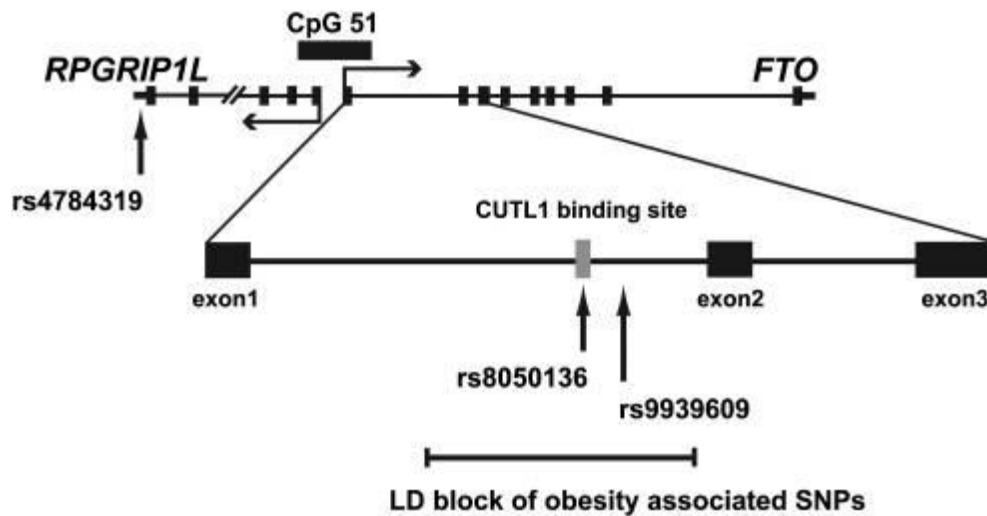 CpG 51
RPGRIP1L
FTO
rs4784319
CUTL1 binding site
exon1
exon2
exon3
rs8050136
rs9939609
LD block of obesity associated SNPs